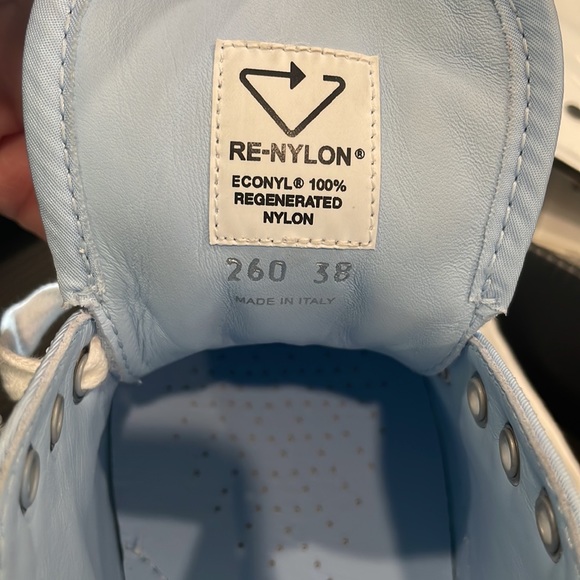 RE-NYLON®
ECONYL® 100%
REGENERATED
NYLON
260 38
MADE IN ITALY